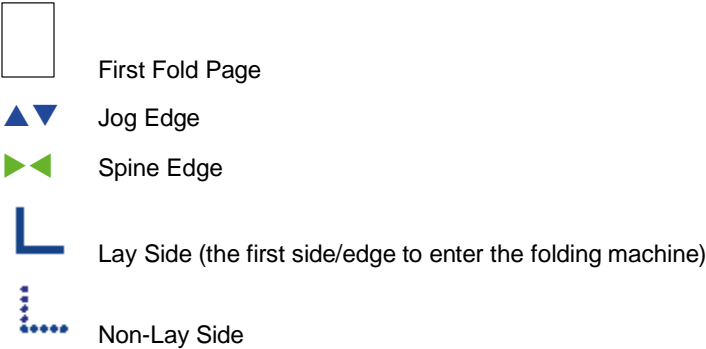 First Fold Page
Jog Edge
Spine Edge
Lay Side (the first side/edge to enter the folding machine)
Non-Lay Side